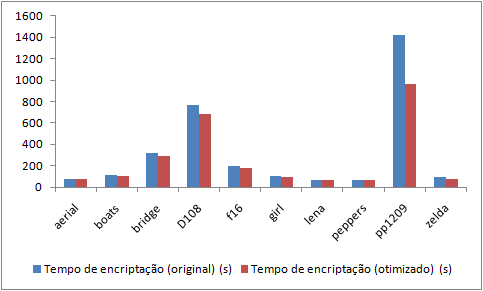 1600
1400
1200
1000
800
600
400
200
0
aerial
boats
bridge
D108
f16
girl
lena
peppers
pp1209
zelda
Tempo de encriptação (original) (s)
Tempo de encriptação (otimizado) (s)